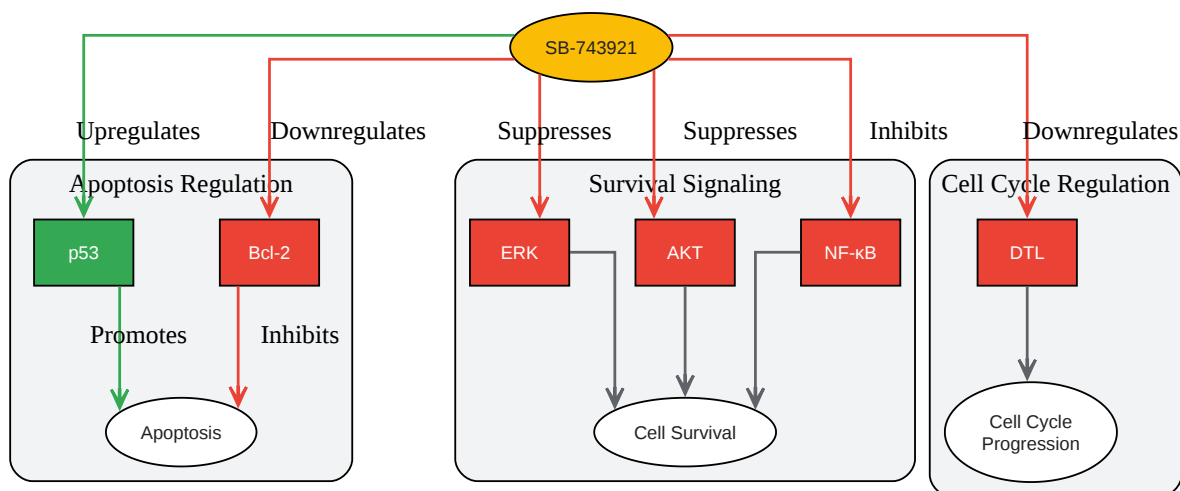 SB-743921
Upregulates
Downregulates
Suppresses
Suppresses
Inhibits
Downregulates
Apoptosis Regulation
Survival Signaling
Cell Cycle Regulation
p53
Bcl-2
ERK
AKT
NF-κB
DTL
Promotes
Inhibits
Apoptosis
Cell Survival
Cell Cycle
Progression